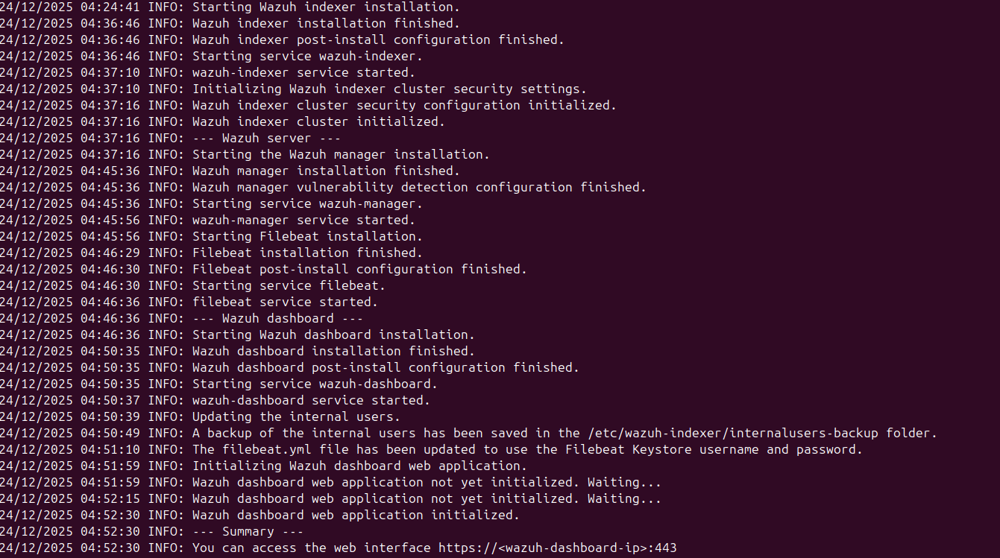 24/12/2025 04:24:41 INFO: Starting Wazuh indexer installation.
24/12/2025 04:36:46 INFO: Wazuh indexer installation finished.
24/12/2025 04:36:46 INFO: Wazuh indexer post-install configuration finished.
24/12/2025 04:36:46 INFO: Starting service wazuh-indexer.
24/12/2025 04:37:10 INFO: wazuh-indexer service started.
24/12/2025 04:37:10 INFO: Initializing Wazuh indexer cluster security settings.
24/12/2025 04:37:16 INFO: Wazuh indexer cluster security configuration initialized.
24/12/2025 04:37:16 INFO: Wazuh indexer cluster initialized.
24/12/2025 04:37:16 INFO: --- Wazuh server ---
24/12/2025 04:37:16 INFO: Starting the Wazuh manager installation.
24/12/2025 04:45:36 INFO: Wazuh manager installation finished.
24/12/2025 04:45:36 INFO: Wazuh manager vulnerability detection configuration finished.
24/12/2025 04:45:36 INFO: Starting service wazuh-manager.
24/12/2025 04:45:56 INFO: wazuh-manager service started.
24/12/2025 04:45:56 INFO: Starting Filebeat installation.
24/12/2025 04:46:29 INFO: Filebeat installation finished.
24/12/2025 04:46:30 INFO: Filebeat post-install configuration finished.
24/12/2025 04:46:30 INFO: Starting service filebeat.
24/12/2025 04:46:36 INFO: filebeat service started.
24/12/2025 04:46:36 INFO: --- Wazuh dashboard ---
24/12/2025 04:46:36 INFO: Starting Wazuh dashboard installation.
24/12/2025 04:50:35 INFO: Wazuh dashboard installation finished.
24/12/2025 04:50:35 INFO: Wazuh dashboard post-install configuration finished.
24/12/2025 04:50:35 INFO: Starting service wazuh-dashboard.
24/12/2025 04:50:37 INFO: wazuh-dashboard service started.
24/12/2025 04:50:39 INFO: Updating the internal users.
24/12/2025 04:50:49 INFO: A backup of the internal users has been saved in the /etc/wazuh-indexer/internalusers-backup folder.
24/12/2025 04:51:10 INFO: The filebeat.yml file has been updated to use the Filebeat Keystore username and password.
24/12/2025 04:51:59 INFO: Initializing Wazuh dashboard web application.
24/12/2025 04:51:59 INFO: Wazuh dashboard web application not yet initialized. Waiting...
24/12/2025 04:52:15 INFO: Wazuh dashboard web application not yet initialized. Waiting...
24/12/2025 04:52:30 INFO: Wazuh dashboard web application initialized.
24/12/2025 04:52:30 INFO: --- Summary ---
24/12/2025 04:52:30 INFO: You can access the web interface https://<wazuh-dashboard-ip>:443